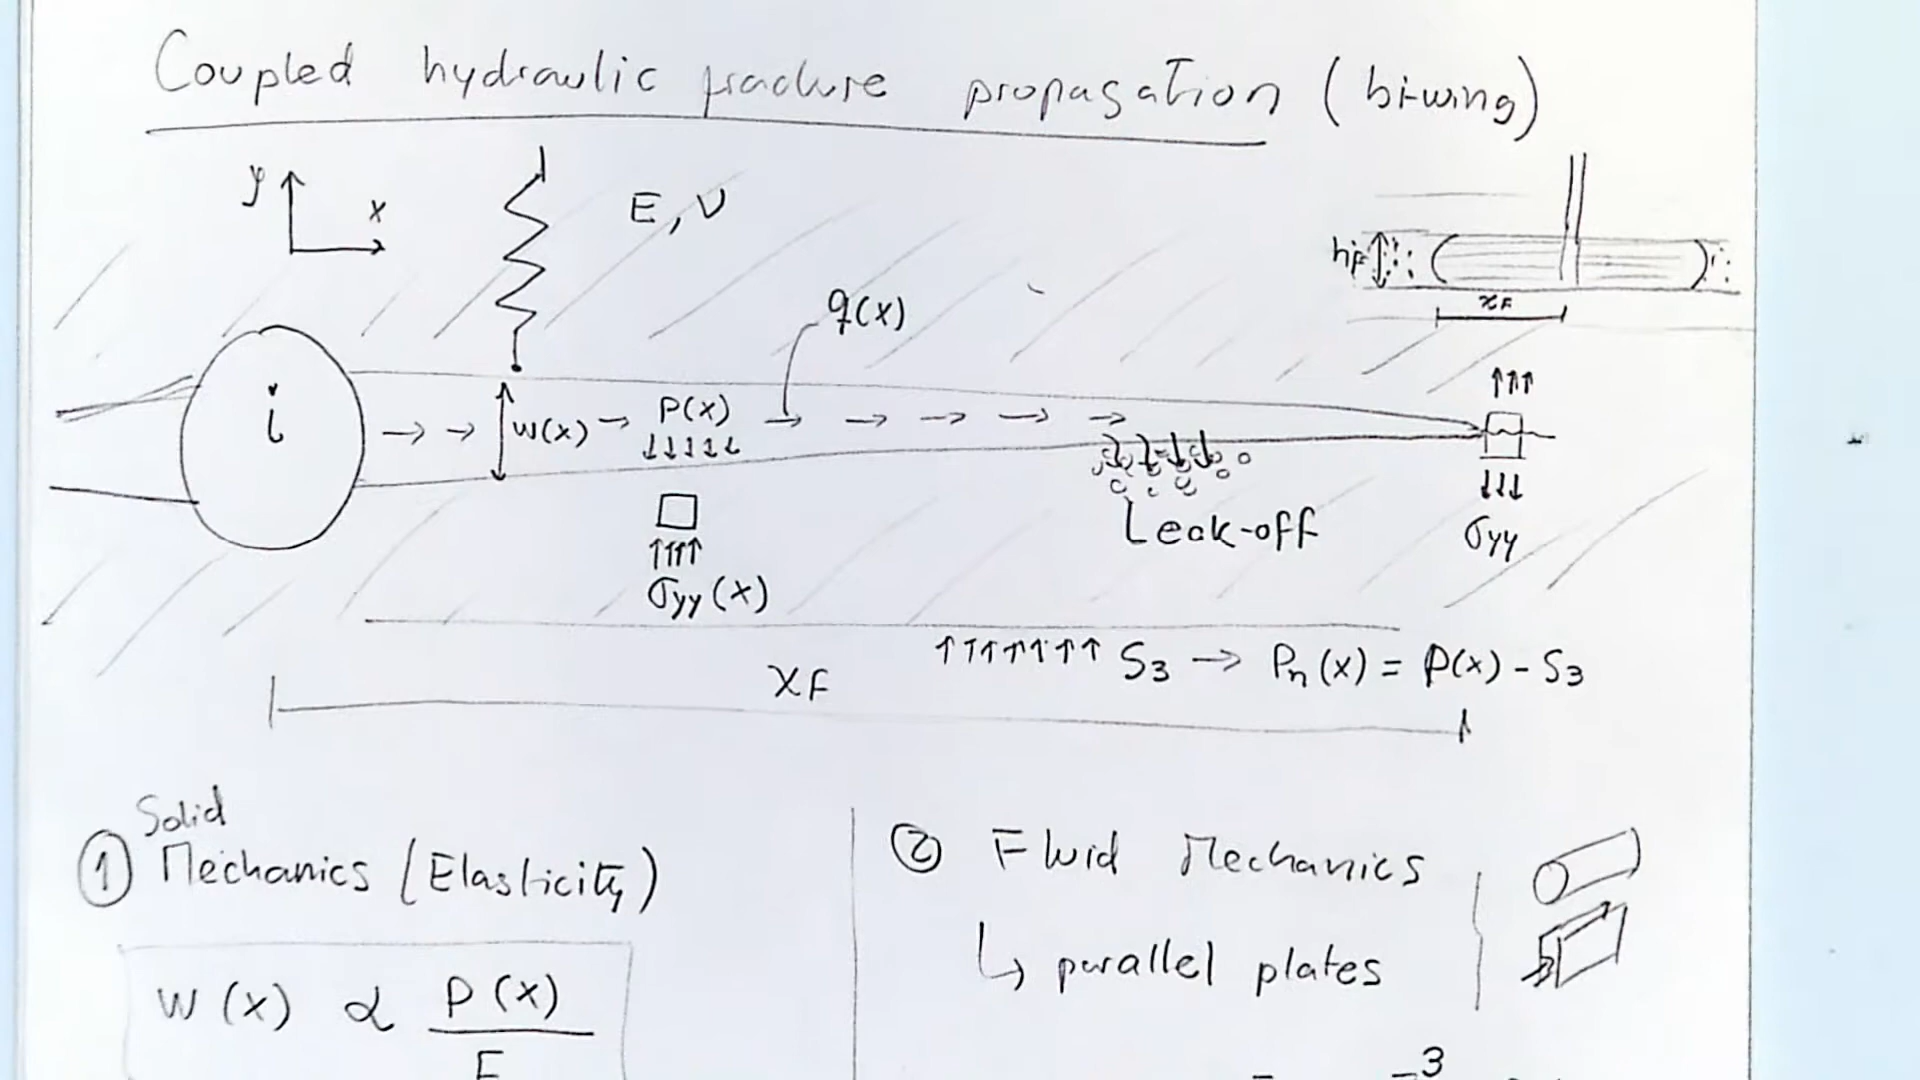 Coupled hydraulic fracture propagation (bi-wing)
y
x
E, ν
hF
xF
q(x)
i
w(x)
P(x)
Leak-off
σyy
σyy (x)
S3 → Pn (x) = P(x) - S3
xF
Solid
① Mechanics (Elasticity)
w (x) α P (x)
E
② Fluid Mechanics
↳ parallel plates
3